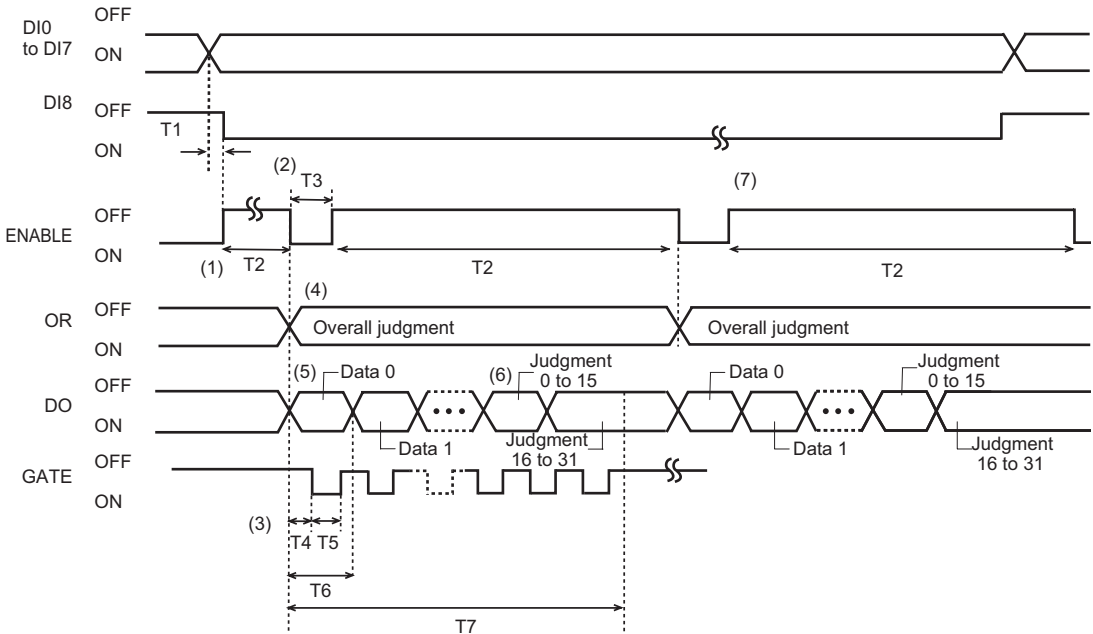 DI0
to DI7
OFF
ON
DI8
OFF
ON
T1
(2)
T3
(7)
ENABLE
OFF
ON
(1)
T2
T2
T2
OR
OFF
ON
(4)
Overall judgment
Overall judgment
DO
OFF
ON
(5)
Data 0
Data 1
(6)
Judgment
0 to 15
Judgment
16 to 31
Data 0
Data 1
Judgment
0 to 15
Judgment
16 to 31
GATE
OFF
ON
(3)
T4
T5
T6
T7